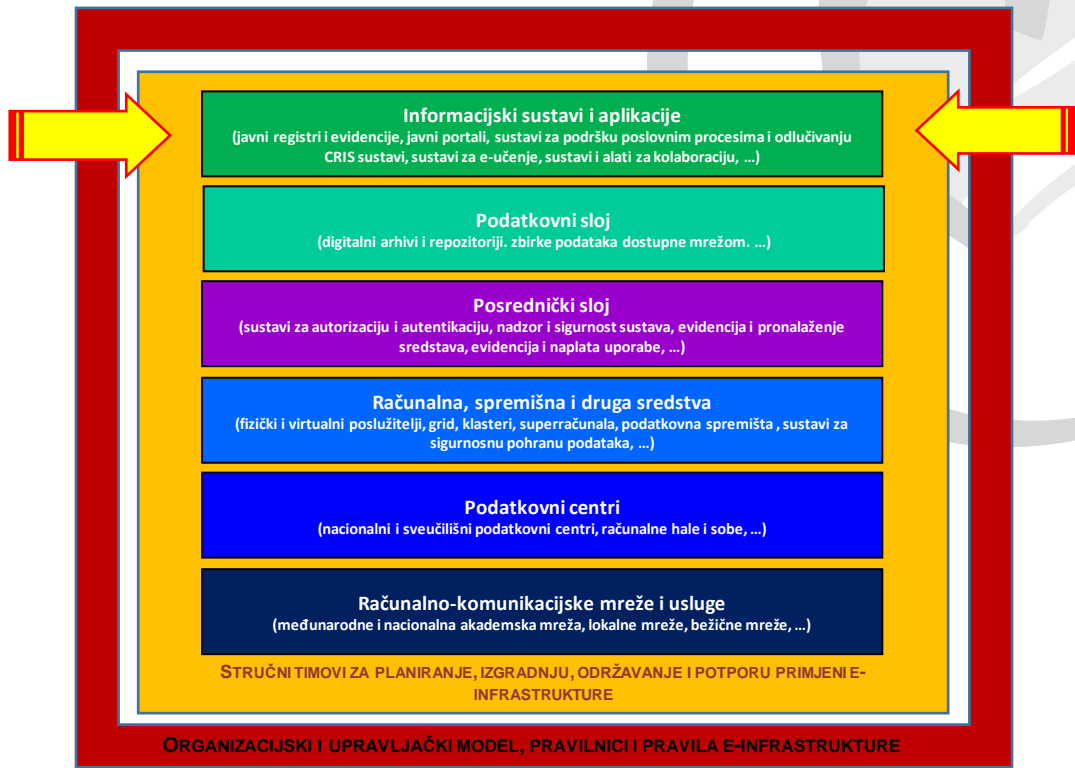 Informacijski sustavi i aplikacije
(javni registri i evidencije, javni portali, sustavi za podršku poslovnim procesima i odlučivanju
CRIS sustavi, sustavi za e-učenje, sustavi i alati za kolaboraciju, ...)
Podatkovni sloj
(digitalni arhivi i repozitoriji. zbirke podataka dostupne mrežom. ...)
Posrednički sloj
(sustavi za autorizaciju i autentikaciju, nadzor i sigurnost sustava, evidencija i pronalaženje
sredstava, evidencija i naplata uporabe, ...)
Računalna, spremišna i druga sredstva
(fizički i virtualni poslužitelji, grid, klasteri, superračunala, podatkovna spremišta , sustavi za
sigurnosnu pohranu podataka, ...)
Podatkovni centri
(nacionalni i sveučilišni podatkovni centri, računalne hale i sobe, ...)
Računalno-komunikacijske mreže i usluge
(međunarodne i nacionalna akademska mreža, lokalne mreže, bežične mreže, ...)
STRUČNI TIMOVI ZA PLANIRANJE, IZGRADNJU, ODRŽAVANJE I POTPORU PRIMJENI E-
INFRASTRUKTURE
ORGANIZACIJSKI I UPRAVLJAČKI MODEL, PRAVILNICI I PRAVILA E-INFRASTRUKTURE